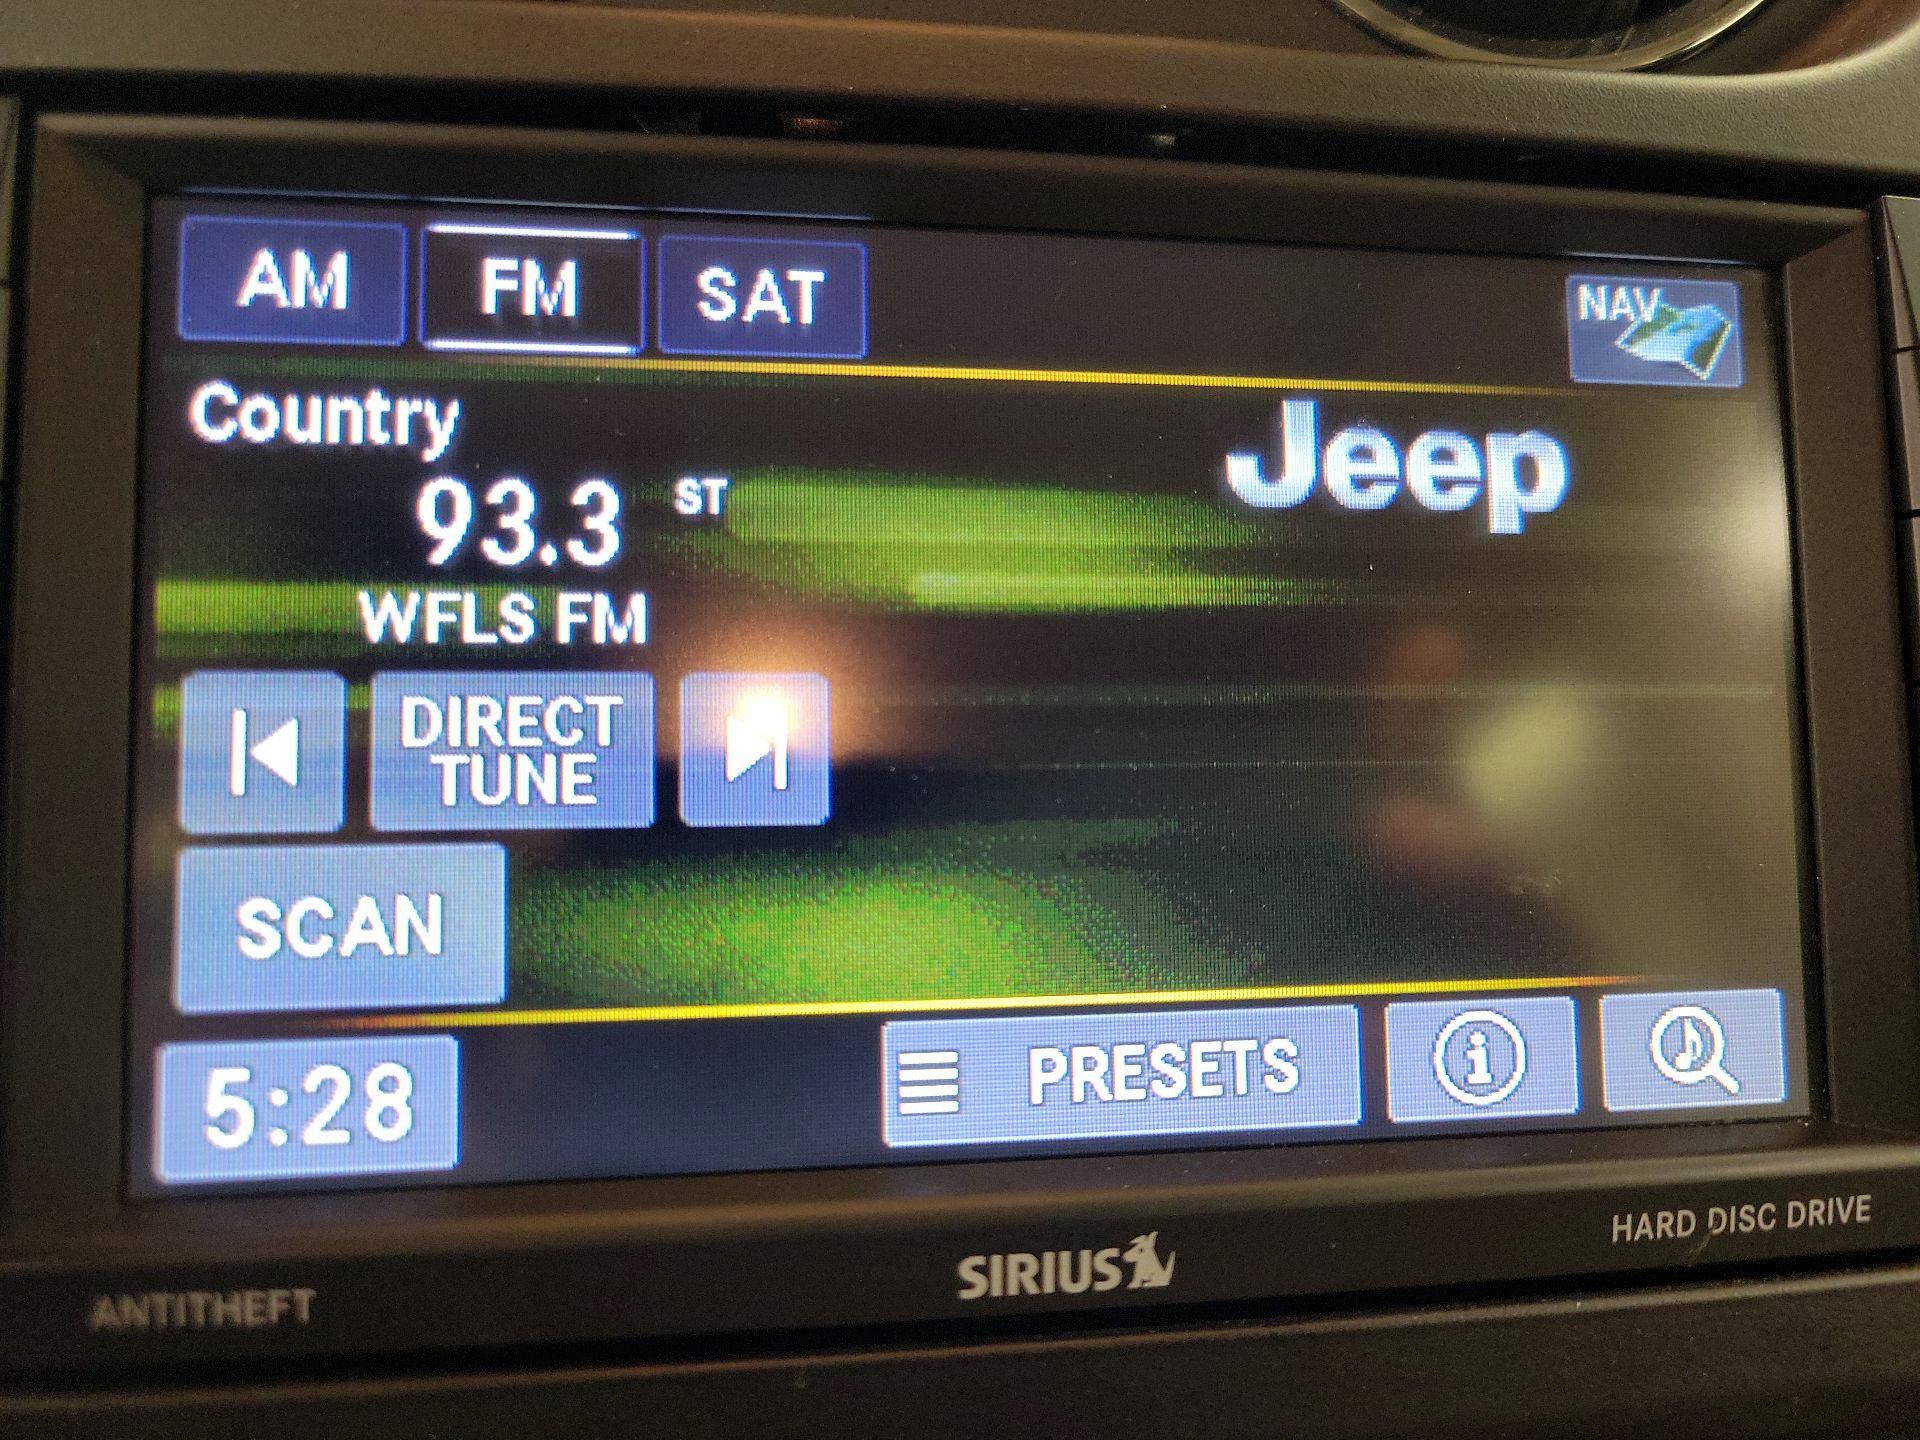 AM FM SAT
NAV
Country
Jeep
93.3 ST
WFLS FM
DIRECT
TUNE
SCAN
5:28
PRESETS
i
SIRIUS
HARD DISC DRIVE
ANTITHEFT